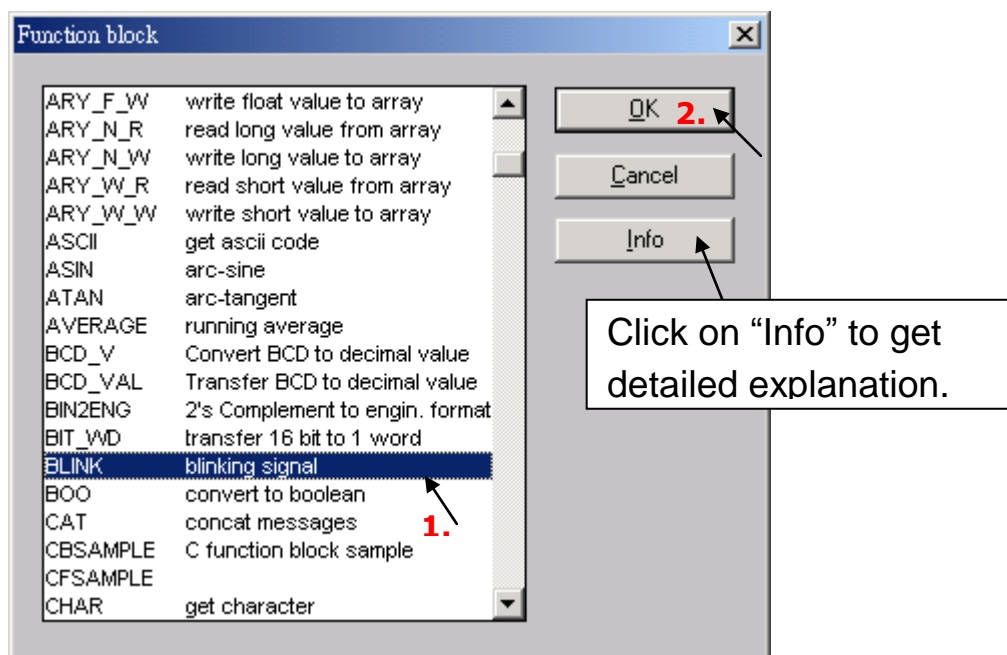 Function block
ARY_F_W write float value to array
ARY_N_R read long value from array
ARY_N_W write long value to array
ARY_W_R read short value from array
ARY_W_W write short value to array
ASCII get ascii code
ASIN arc-sine
ATAN arc-tangent
AVERAGE running average
BCD_V Convert BCD to decimal value
BCD_VAL Transfer BCD to decimal value
BIN2ENG 2's Complement to engin. format
BIT_WD transfer 16 bit to 1 word
BLINK blinking signal
BOO convert to boolean
CAT concat messages
CBSAMPLE C function block sample
CFSAMPLE
CHAR get character
1.
OK 2.
Cancel
Info
Click on “Info” to get
detailed explanation.